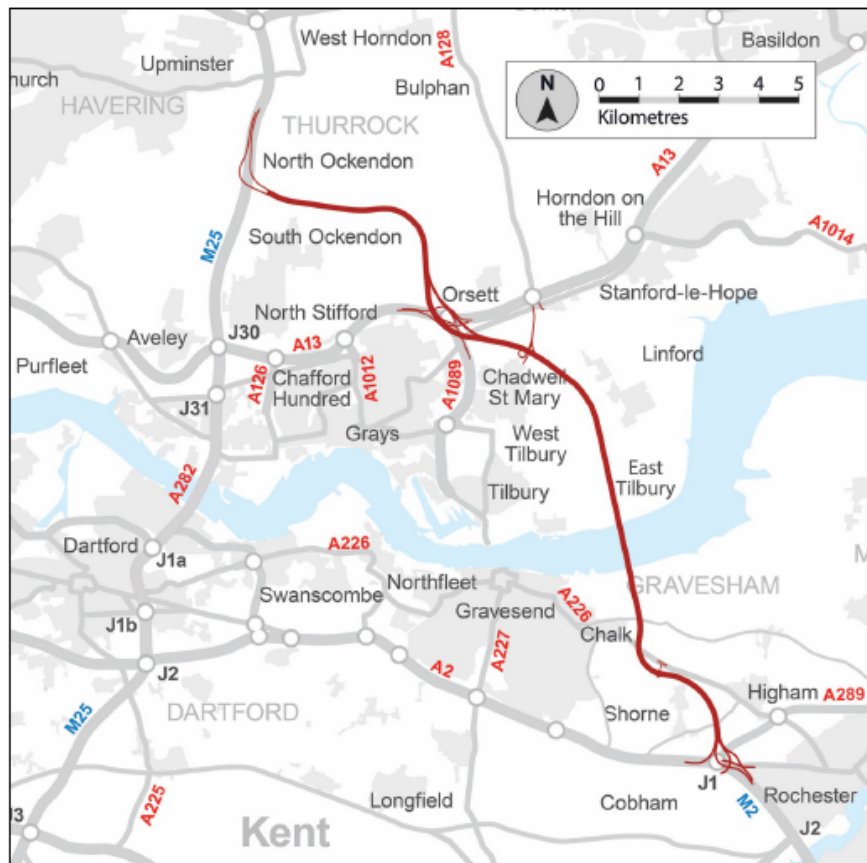 West Horndon
A128
Basildon
Upminster
hurch
Bulphan
N
0 1 2 3 4 5
Kilometres
HAVERING
THURROCK
North Ockendon
A13
Horndon on
the Hill
A1014
M25
South Ockendon
Orsett
Stanford-le-Hope
North Stifford
Aveley
J30
A13
Linford
Purfleet
A126
Chafford
Hundred
A1012
A1089
Chadwell
St Mary
J31
Grays
West
Tilbury
A282
Tilbury
East
Tilbury
Dartford
J1a
A226
Northfleet
GRAVESHAM
M
Swanscombe
Gravesend
A226
J1b
Chalk
A227
J2
A2
Higham
A289
M25
DARTFORD
Shorne
J1
M2
Rochester
A225
Longfield
Cobham
J3
Kent
J2